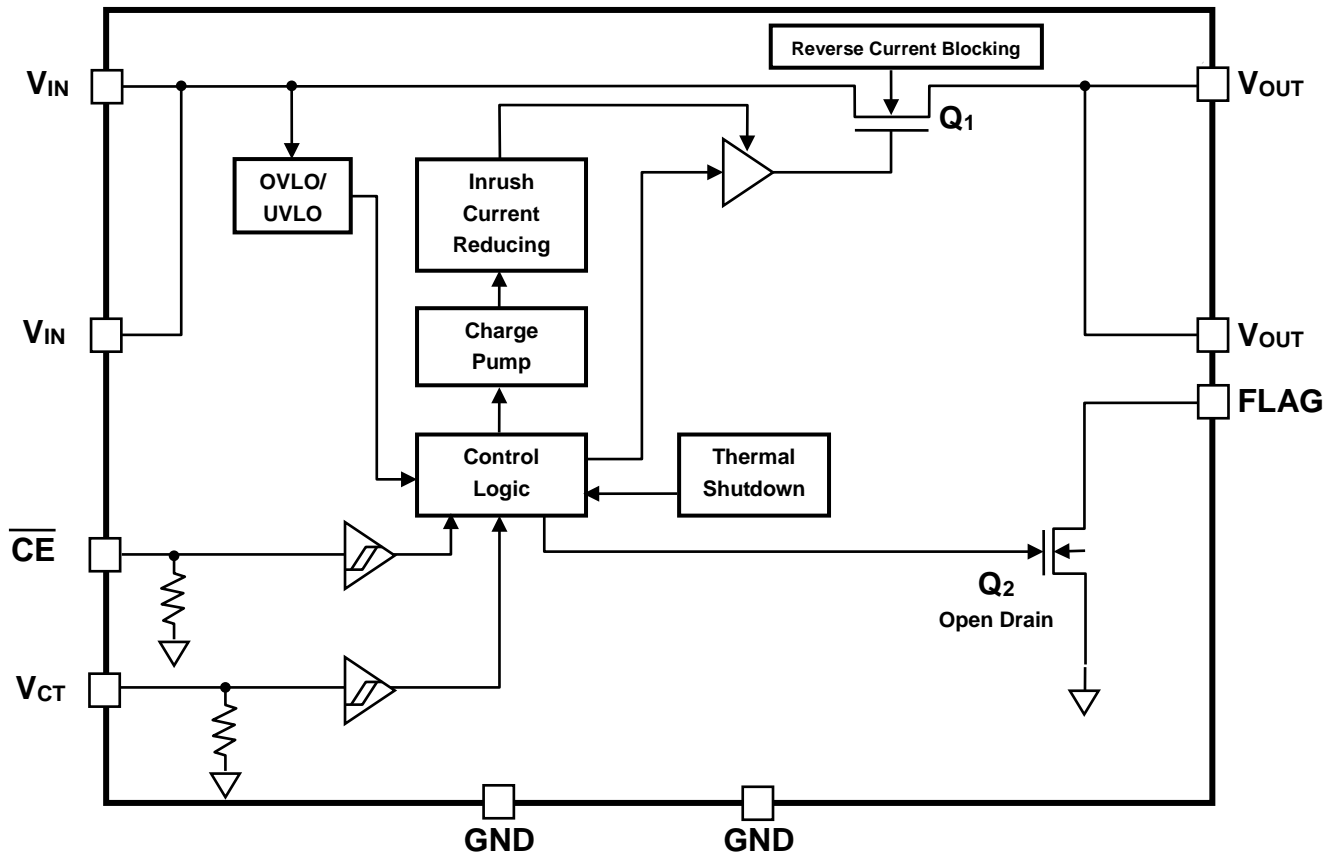 Reverse Current Blocking
VIN
VOUT
Q1
OVLO/
UVLO
Inrush
Current
Reducing
VIN
Charge
Pump
VOUT
FLAG
Control
Logic
Thermal
Shutdown
CE
Q2
Open Drain
VCT
GND
GND